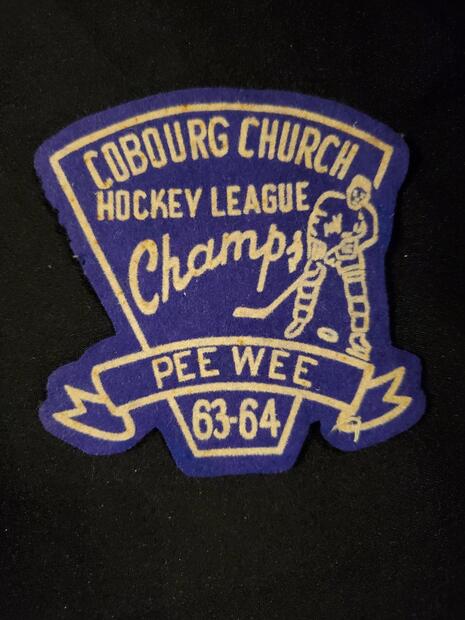 COBOURG CHURCH
HOCKEY LEAGUE
Champs
PEE WEE
63-64